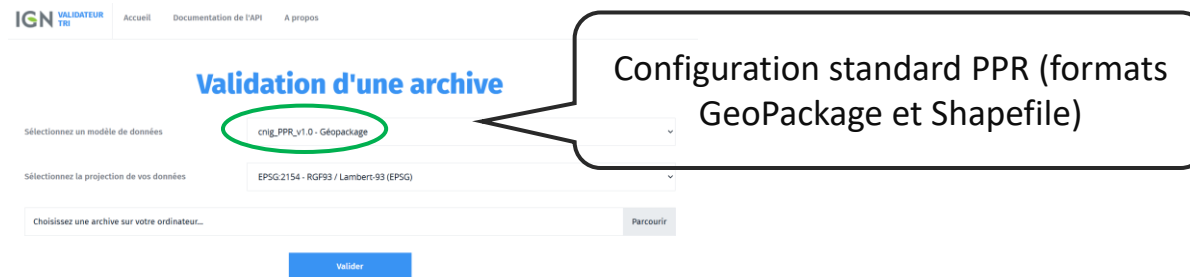 IGN VALIDATEUR TRI
Accueil
Documentation de l'API
A propos
Validation d'une archive
Configuration standard PPR (formats
GeoPackage et Shapefile)
Sélectionnez un modèle de données
cnig_PPR_v1.0 - Géopackage
Sélectionnez la projection de vos données
EPSG:2154 - RGF93 / Lambert-93 (EPSG)
Choisissez une archive sur votre ordinateur...
Parcourir
Valider